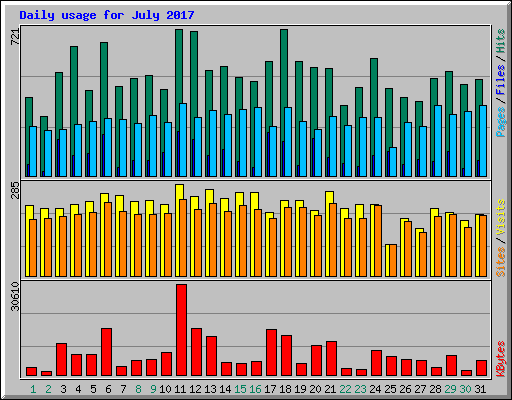 Daily usage for July 2017
721
Pages / Files / Hits
285
Sites / Visits
30610
KBytes
1 2 3 4 5 6 7 8 9 10 11 12 13 14 15 16 17 18 19 20 21 22 23 24 25 26 27 28 29 30 31